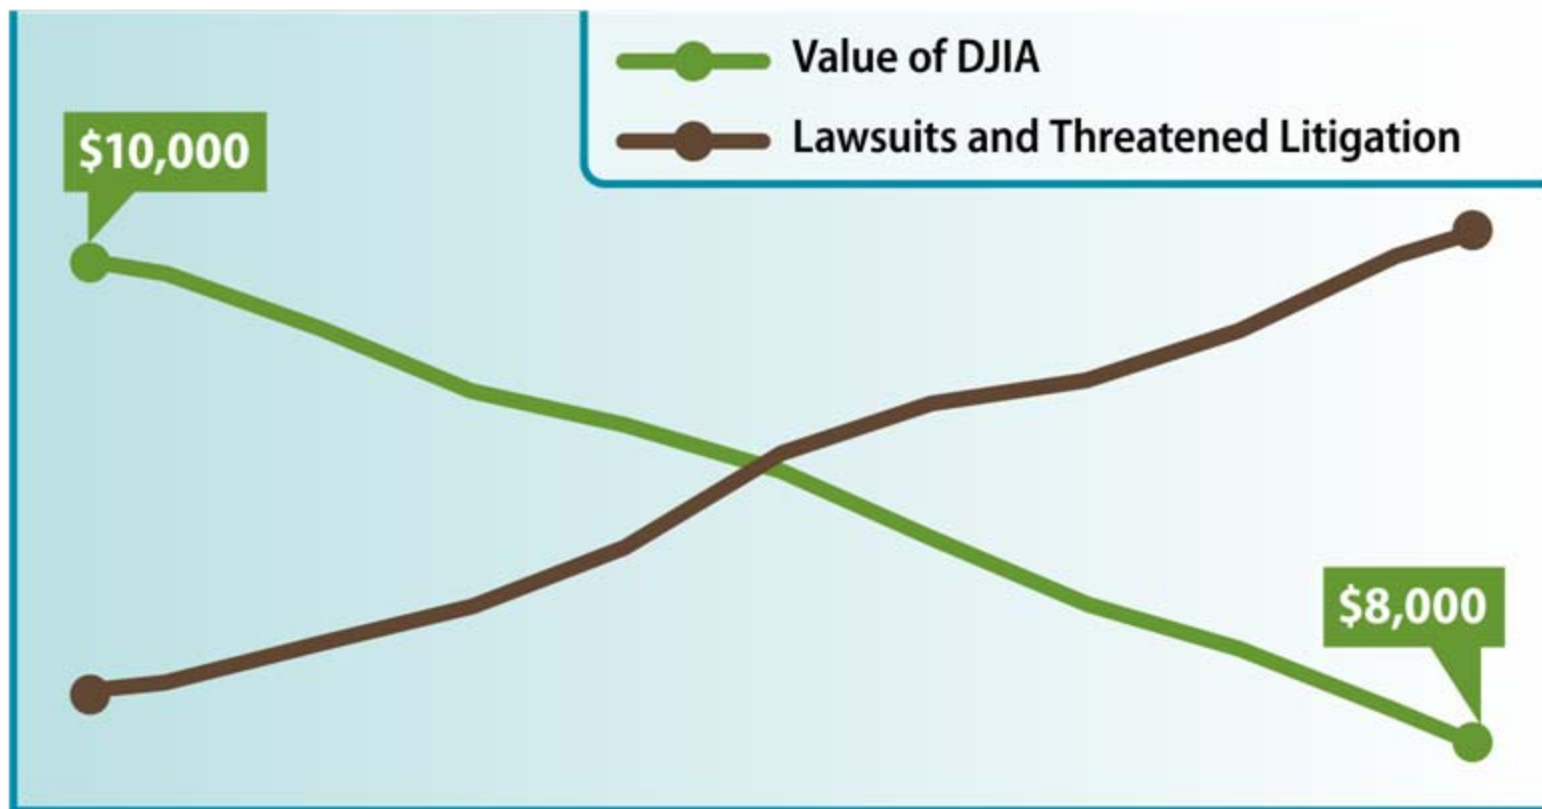 Value of DJIA
Lawsuits and Threatened Litigation
$10,000
$8,000